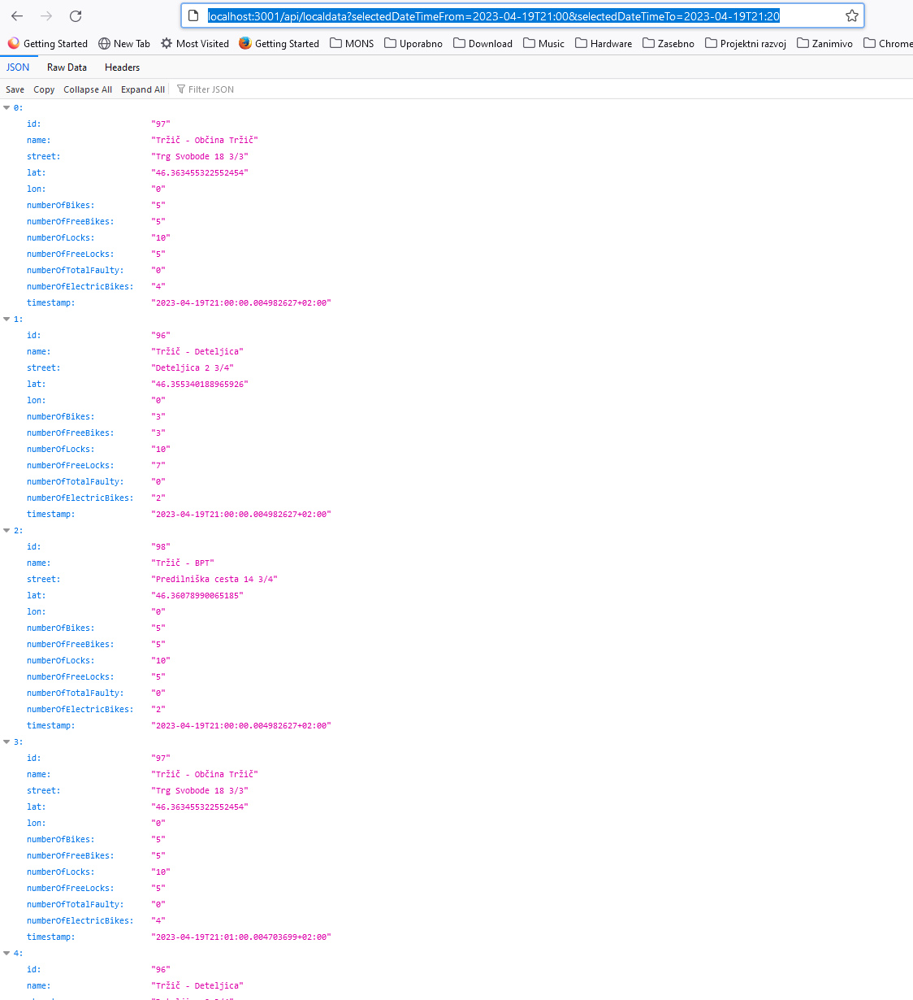 localhost:3001/api/localdata?selectedDateTimeFrom=2023-04-19T21:00&selectedDateTimeTo=2023-04-19T21:20
Getting Started New Tab Most Visited Getting Started MONS Uporabno Download Music Hardware Zasebno Projektni razvoj Zanimivo Chrome
JSON Raw Data Headers
Save Copy Collapse All Expand All Filter JSON
0:
id: "97"
name: "Tržič - Občina Tržič"
street: "Trg Svobode 18 3/3"
lat: "46.363455322552454"
lon: "0"
numberOfBikes: "5"
numberOfFreeBikes: "5"
numberOfLocks: "10"
numberOfFreeLocks: "5"
numberOfTotalFaulty: "0"
numberOfElectricBikes: "4"
timestamp: "2023-04-19T21:00:00.004982627+02:00"
1:
id: "96"
name: "Tržič - Deteljica"
street: "Deteljica 2 3/4"
lat: "46.355340188965926"
lon: "0"
numberOfBikes: "3"
numberOfFreeBikes: "3"
numberOfLocks: "10"
numberOfFreeLocks: "7"
numberOfTotalFaulty: "0"
numberOfElectricBikes: "2"
timestamp: "2023-04-19T21:00:00.004982627+02:00"
2:
id: "98"
name: "Tržič - BPT"
street: "Predilniška cesta 14 3/4"
lat: "46.36078990065185"
lon: "0"
numberOfBikes: "5"
numberOfFreeBikes: "5"
numberOfLocks: "10"
numberOfFreeLocks: "5"
numberOfTotalFaulty: "0"
numberOfElectricBikes: "2"
timestamp: "2023-04-19T21:00:00.004982627+02:00"
3:
id: "97"
name: "Tržič - Občina Tržič"
street: "Trg Svobode 18 3/3"
lat: "46.363455322552454"
lon: "0"
numberOfBikes: "5"
numberOfFreeBikes: "5"
numberOfLocks: "10"
numberOfFreeLocks: "5"
numberOfTotalFaulty: "0"
numberOfElectricBikes: "4"
timestamp: "2023-04-19T21:01:00.004703699+02:00"
4:
id: "96"
name: "Tržič - Deteljica"